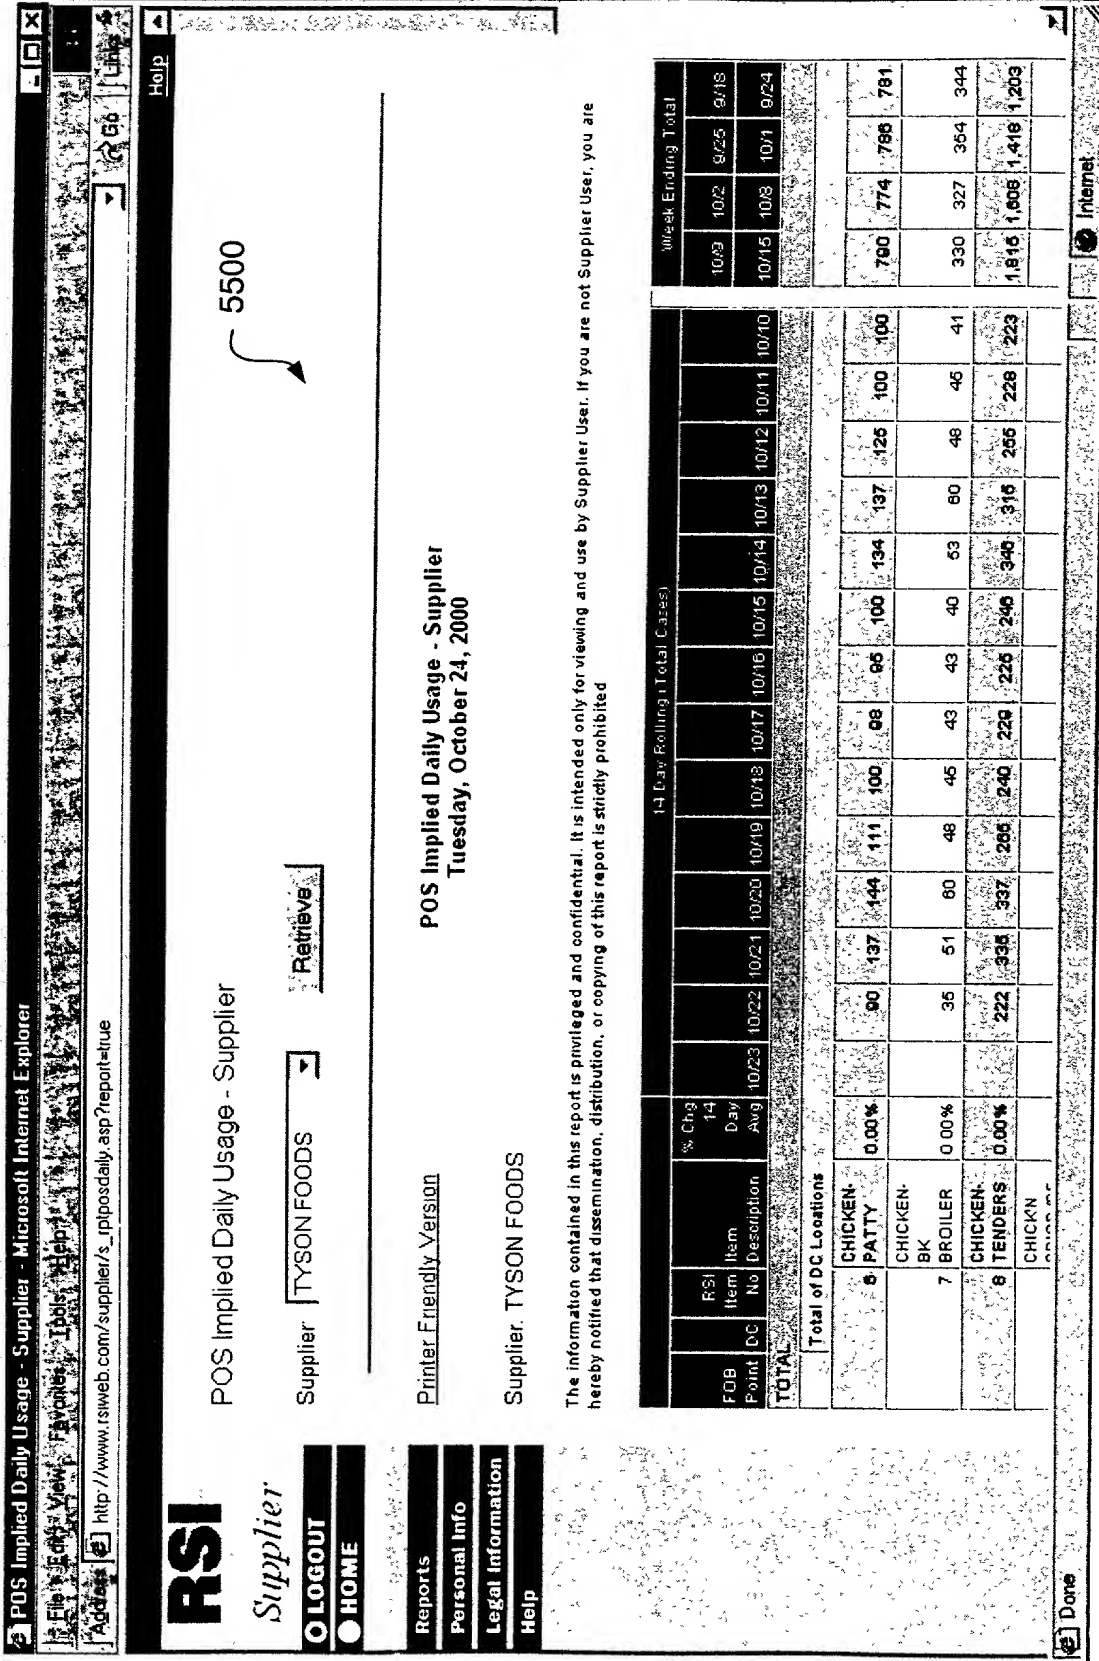 POS Implied Daily Usage - Supplier - Microsoft Internet Explorer
File Edit View Favorites Tools Help
Address http://www.rsiweb.com/supplier/s_rptposdaily.asp?report=true Go Links
Help
RSI
Supplier
LOGOUT
HOME
Reports
Personal Info
Legal Information
Help
POS Implied Daily Usage - Supplier
5500
Supplier TYSON FOODS Retrieve
Printer Friendly Version
POS Implied Daily Usage - Supplier
Tuesday, October 24, 2000
Supplier. TYSON FOODS
The information contained in this report is privileged and confidential. It is intended only for viewing and use by Supplier User. If you are not Supplier User, you are
hereby notified that dissemination, distribution, or copying of this report is strictly prohibited
14 Day Rolling (Total Cases) Week Ending Total
FOB Point DC RSI Item No Item Description % Chg 14 Day Avg 10/23 10/22 10/21 10/20 10/19 10/18 10/17 10/16 10/15 10/14 10/13 10/12 10/11 10/10
10/9 10/2 9/25 9/18
10/15 10/8 10/1 9/24
TOTAL
Total of DC Locations
CHICKEN-
PATTY 0.00% 90 137 144 111 100 98 95 100 134 137 125 100 100 790 774 786 781
CHICKEN-
BK
7 BROILER 0 00% 35 51 60 48 45 43 43 40 53 60 48 45 41 330 327 354 344
CHICKEN-
8 TENDERS 0.00% 222 335 337 266 240 229 225 246 346 315 255 228 223 1,815 1,608 1,418 1,203
CHICKN
Done Internet